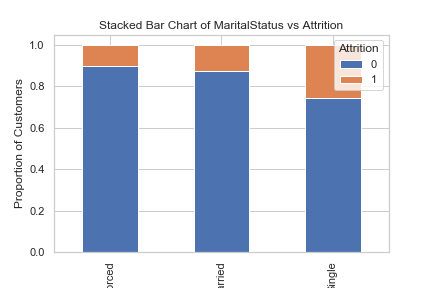 Stacked Bar Chart of MaritalStatus vs Attrition
Attrition
0
1
Proportion of Customers
1.0
0.8
0.6
0.4
0.2
0.0
orced
arried
ingle